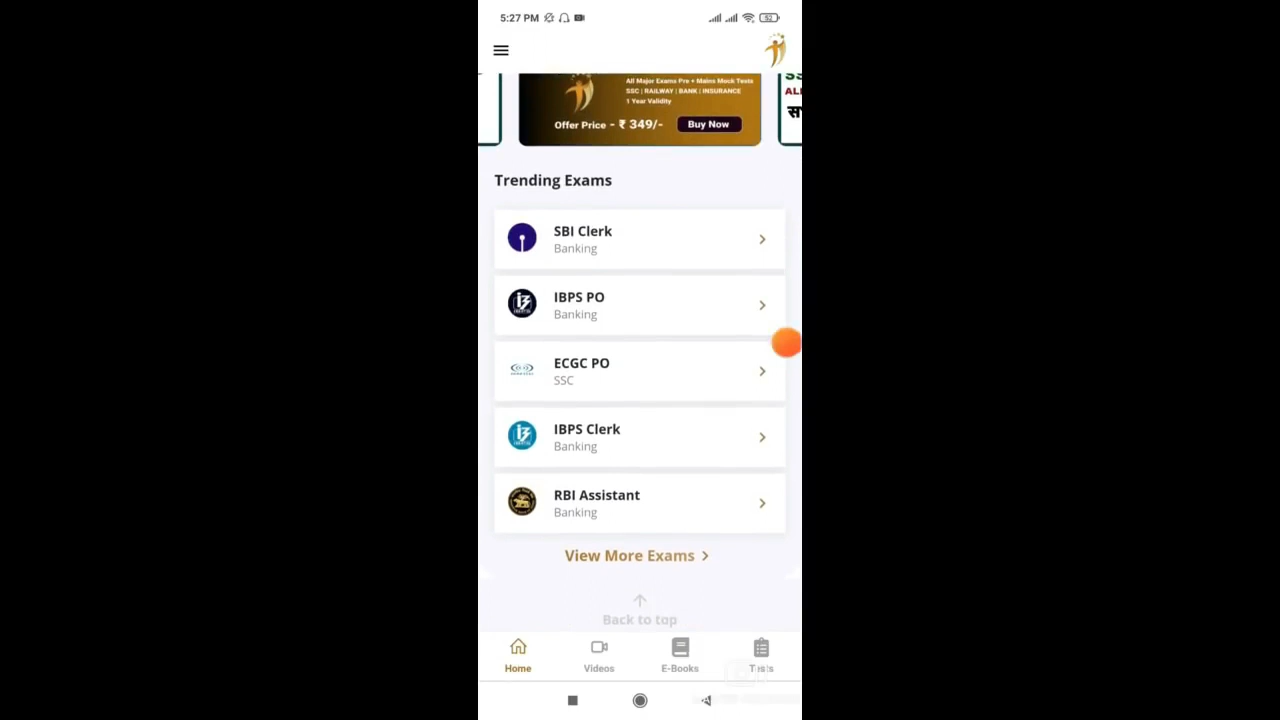 5:27 PM
52
All Major Exams Pre + Mains Mock Tests
SSC | RAILWAY | BANK | INSURANCE
1 Year Validity
Offer Price - ₹ 349/-
Buy Now
Trending Exams
SBI Clerk
Banking
IBPS PO
Banking
ECGC PO
SSC
IBPS Clerk
Banking
RBI Assistant
Banking
View More Exams
Back to top
Home
Videos
E-Books
Tests